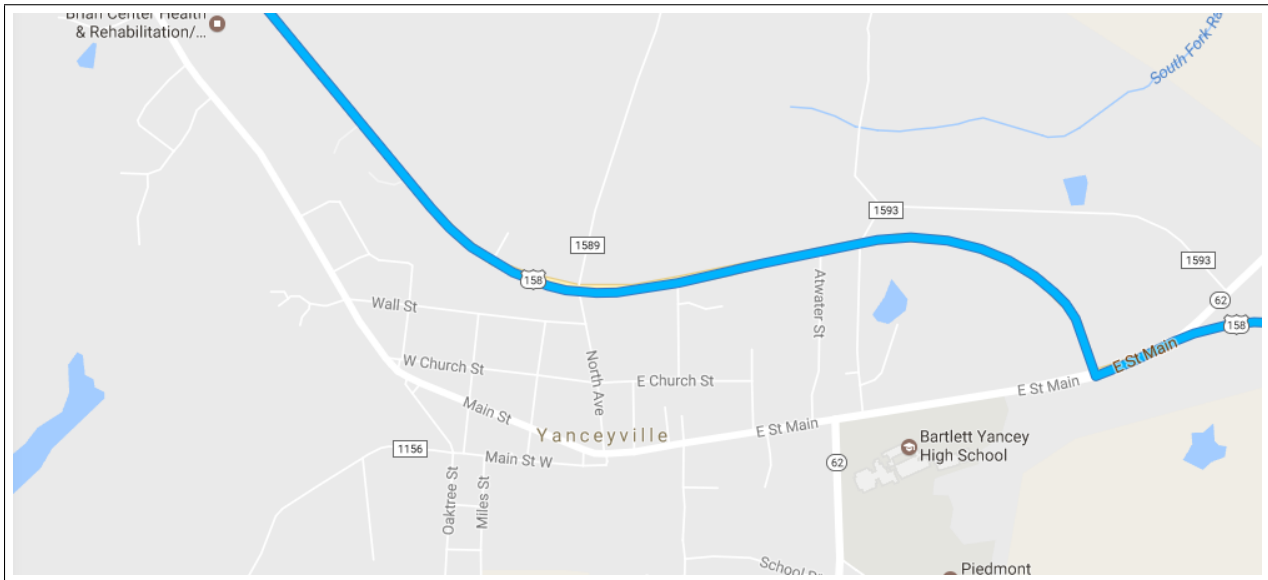 Brian Center Health
& Rehabilitation/...
South Fork Ra
1593
1589
1593
158
62
158
Atwater St
Wall St
E St Main
W Church St
North Ave
E Church St
E St Main
Main St
Yanceyville
E St Main
1156
Main St W
Bartlett Yancey
High School
62
Oaktree St
Miles St
School
Piedmont